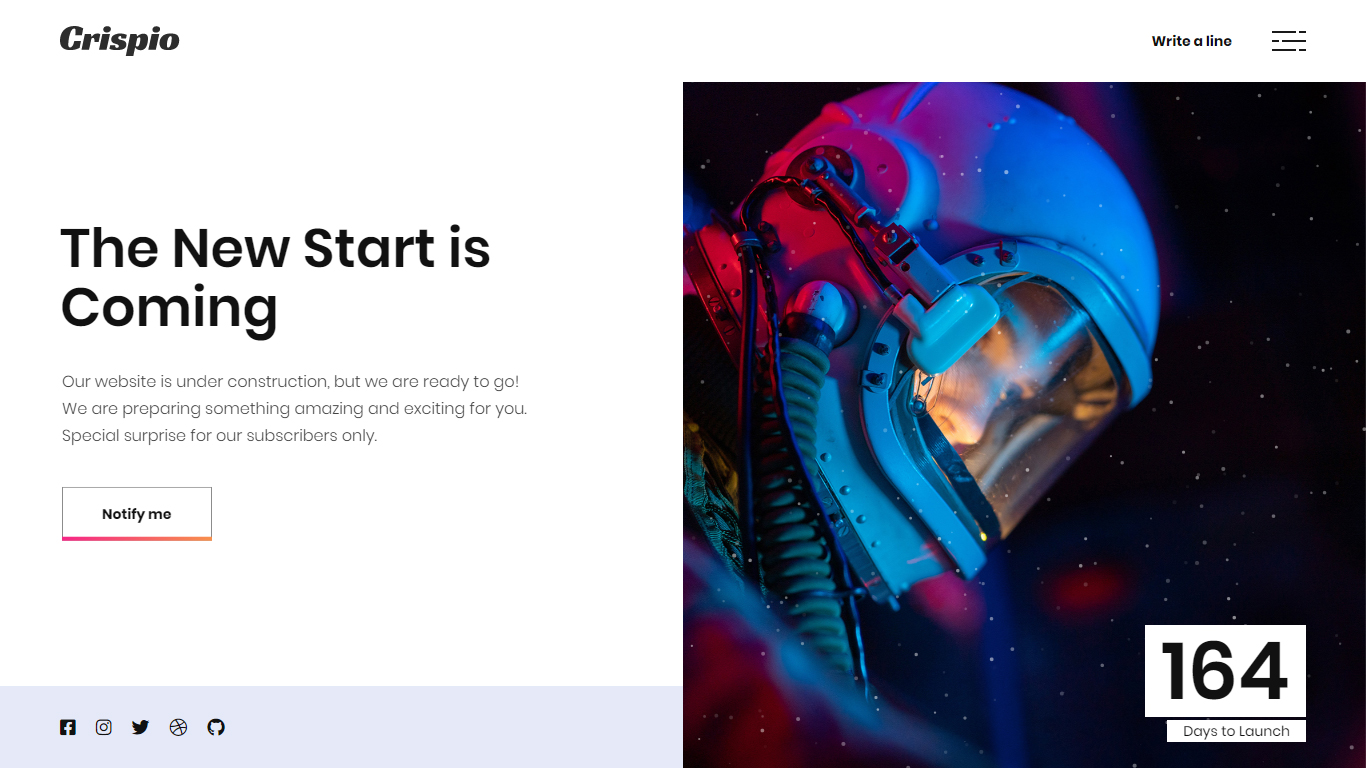 Crispio
Write a line
The New Start is
Coming
Our website is under construction, but we are ready to go!
We are preparing something amazing and exciting for you.
Special surprise for our subscribers only.
Notify me
164
Days to Launch